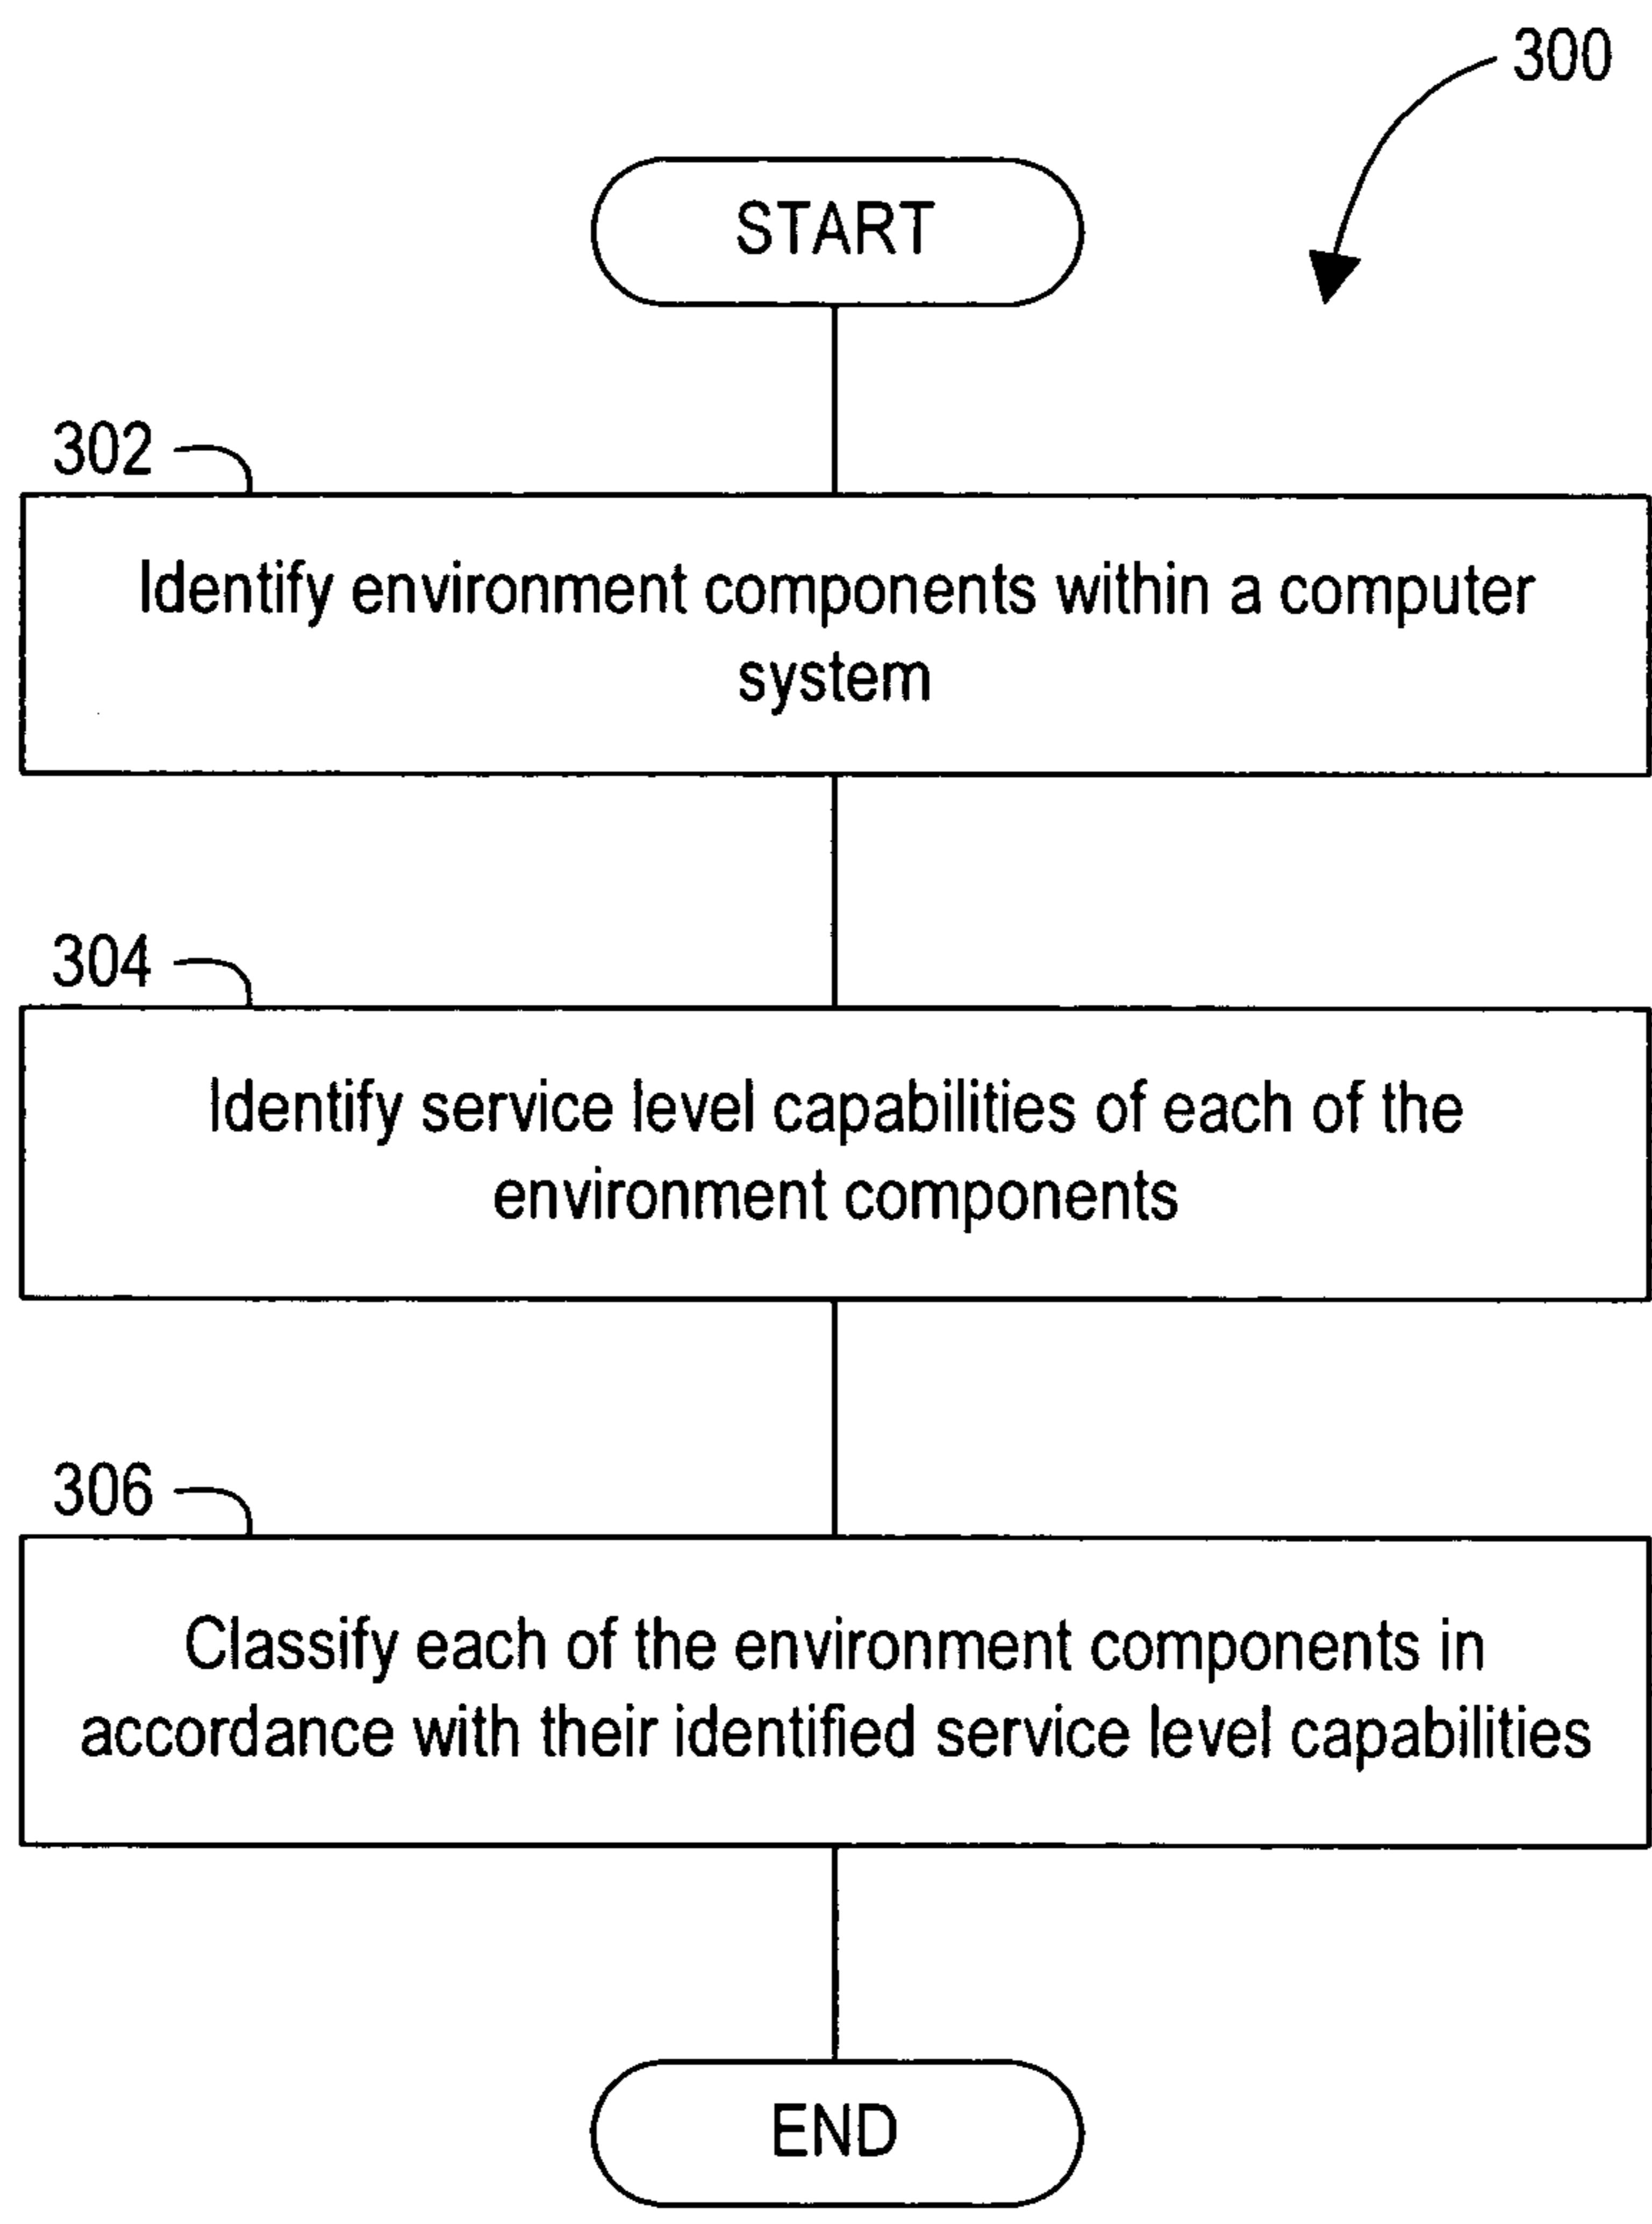 300
START
302
Identify environment components within a computer
system
304
Identify service level capabilities of each of the
environment components
306
Classify each of the environment components in
accordance with their identified service level capabilities
END